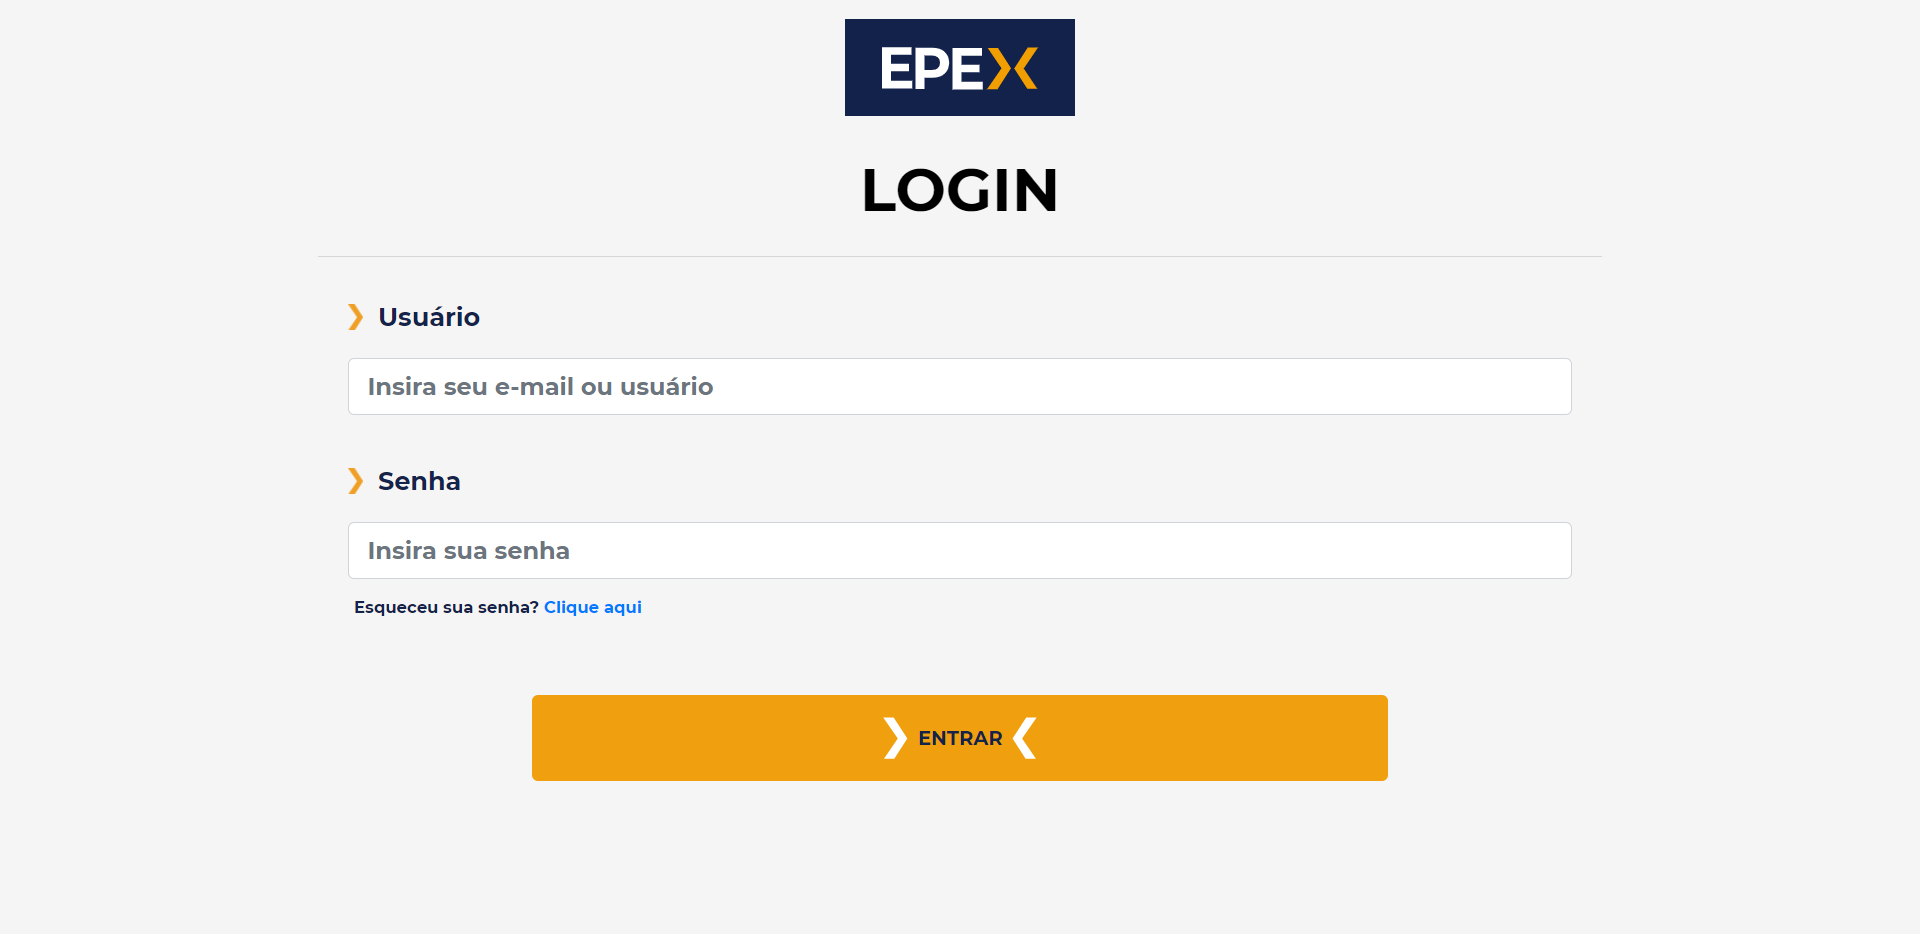 EPEX
LOGIN
Usuário
Insira seu e-mail ou usuário
Senha
Insira sua senha
Esqueceu sua senha? Clique aqui
ENTRAR